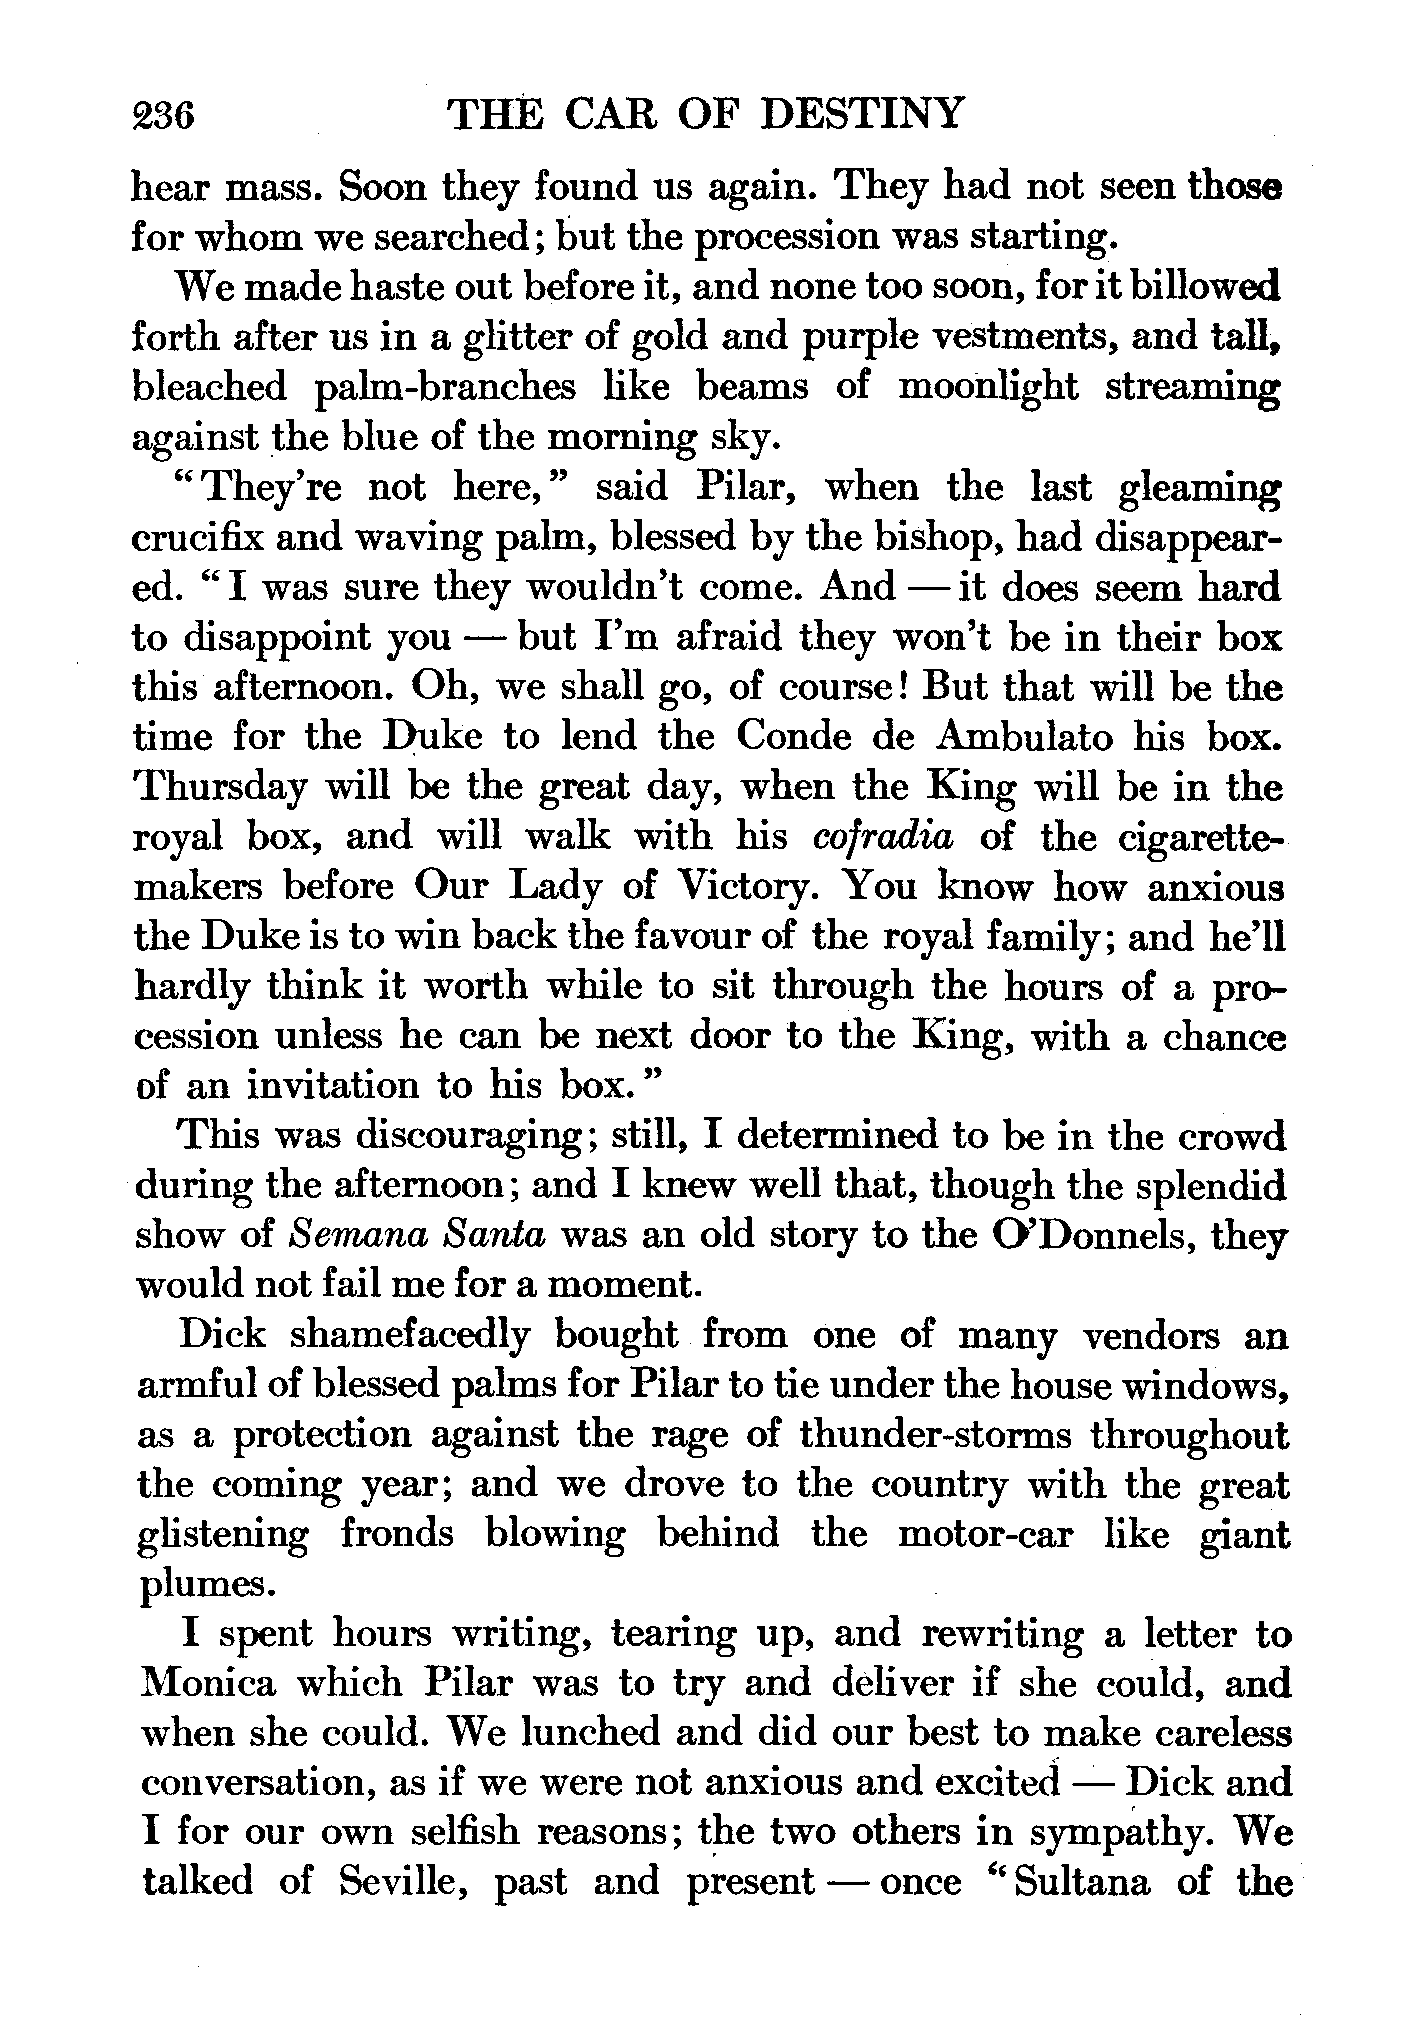 236 THE CAR OF DESTINY
hear mass. Soon they found us again. They had not seen those
for whom we searched; but the procession was starting.
We made haste out before it, and none too soon, for it billowed
forth after us in a glitter of gold and purple vestments, and tall,
bleached palm-branches like beams of moonlight streaming
against the blue of the morning sky.
"They're not here," said Pilar, when the last gleaming
crucifix and waving palm, blessed by the bishop, had disappear-
ed. "I was sure they wouldn't come. And — it does seem hard
to disappoint you — but I'm afraid they won't be in their box
this afternoon. Oh, we shall go, of course! But that will be the
time for the Duke to lend the Conde de Ambulato his box.
Thursday will be the great day, when the King will be in the
royal box, and will walk with his cofradia of the cigarette-
makers before Our Lady of Victory. You know how anxious
the Duke is to win back the favour of the royal family; and he'll
hardly think it worth while to sit through the hours of a pro-
cession unless he can be next door to the King, with a chance
of an invitation to his box."
This was discouraging; still, I determined to be in the crowd
during the afternoon; and I knew well that, though the splendid
show of Semana Santa was an old story to the O'Donnels, they
would not fail me for a moment.
Dick shamefacedly bought from one of many vendors an
armful of blessed palms for Pilar to tie under the house windows,
as a protection against the rage of thunder-storms throughout
the coming year; and we drove to the country with the great
glistening fronds blowing behind the motor-car like giant
plumes.
I spent hours writing, tearing up, and rewriting a letter to
Monica which Pilar was to try and deliver if she could, and
when she could. We lunched and did our best to make careless
conversation, as if we were not anxious and excited — Dick and
I for our own selfish reasons; the two others in sympathy. We
talked of Seville, past and present — once "Sultana of the